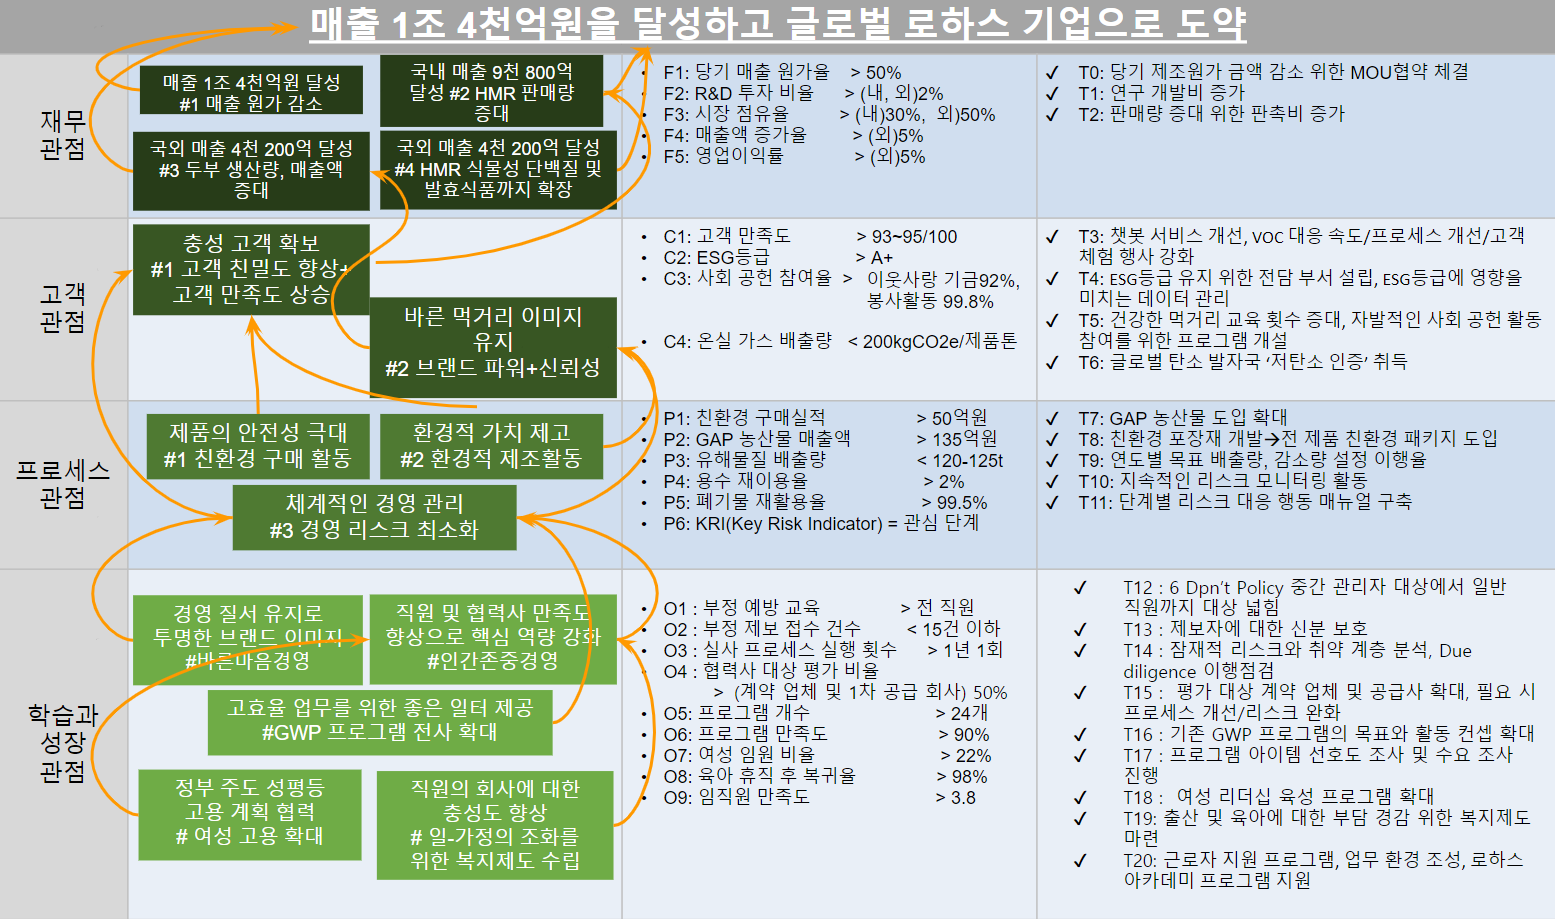 매출 1조 4천억원을 달성하고 글로벌 로하스 기업으로 도약
재무
관점
매출 1조 4천억원 달성
#1 매출 원가 감소
국내 매출 9천 800억
달성 #2 HMR 판매량
증대
국외 매출 4천 200억 달성
#3 두부 생산량, 매출액
증대
국외 매출 4천 200억 달성
#4 HMR 식물성 단백질 및
발효식품까지 확장
• F1: 당기 매출 원가율 > 50%
• F2: R&D 투자 비율 > (내, 외)2%
• F3: 시장 점유율 > (내)30%, 외)50%
• F4: 매출액 증가율 > (외)5%
• F5: 영업이익률 > (외)5%
✓ T0: 당기 제조원가 금액 감소 위한 MOU협약 체결
✓ T1: 연구 개발비 증가
✓ T2: 판매량 증대 위한 판촉비 증가
고객
관점
충성 고객 확보
#1 고객 친밀도 향상+
고객 만족도 상승
바른 먹거리 이미지
유지
#2 브랜드 파워+신뢰성
• C1: 고객 만족도 > 93~95/100
• C2: ESG등급 > A+
• C3: 사회 공헌 참여율 > 이웃사랑 기금92%,
봉사활동 99.8%
• C4: 온실 가스 배출량 < 200kgCO2e/제품톤
✓ T3: 챗봇 서비스 개선, VOC 대응 속도/프로세스 개선/고객
체험 행사 강화
✓ T4: ESG등급 유지 위한 전담 부서 설립, ESG등급에 영향을
미치는 데이터 관리
✓ T5: 건강한 먹거리 교육 횟수 증대, 자발적인 사회 공헌 활동
참여를 위한 프로그램 개설
✓ T6: 글로벌 탄소 발자국 ‘저탄소 인증’ 취득
프로세스
관점
제품의 안전성 극대
#1 친환경 구매 활동
환경적 가치 제고
#2 환경적 제조활동
체계적인 경영 관리
#3 경영 리스크 최소화
• P1: 친환경 구매실적 > 50억원
• P2: GAP 농산물 매출액 > 135억원
• P3: 유해물질 배출량 < 120-125t
• P4: 용수 재이용율 > 2%
• P5: 폐기물 재활용율 > 99.5%
• P6: KRI(Key Risk Indicator) = 관심 단계
✓ T7: GAP 농산물 도입 확대
✓ T8: 친환경 포장재 개발→전 제품 친환경 패키지 도입
✓ T9: 연도별 목표 배출량, 감소량 설정 이행율
✓ T10: 지속적인 리스크 모니터링 활동
✓ T11: 단계별 리스크 대응 행동 매뉴얼 구축
학습과
성장
관점
경영 질서 유지로
투명한 브랜드 이미지
#바른마음경영
직원 및 협력사 만족도
향상으로 핵심 역량 강화
#인간존중경영
고효율 업무를 위한 좋은 일터 제공
#GWP 프로그램 전사 확대
정부 주도 성평등
고용 계획 협력
# 여성 고용 확대
직원의 회사에 대한
충성도 향상
# 일-가정의 조화를
위한 복지제도 수립
• O1 : 부정 예방 교육 > 전 직원
• O2 : 부정 제보 접수 건수 < 15건 이하
• O3 : 실사 프로세스 실행 횟수 > 1년 1회
• O4 : 협력사 대상 평가 비율
> (계약 업체 및 1차 공급 회사) 50%
• O5: 프로그램 개수 > 24개
• O6: 프로그램 만족도 > 90%
• O7: 여성 임원 비율 > 22%
• O8: 육아 휴직 후 복귀율 > 98%
• O9: 임직원 만족도 > 3.8
✓ T12 : 6 Dpn’t Policy 중간 관리자 대상에서 일반
직원까지 대상 넓힘
✓ T13 : 제보자에 대한 신분 보호
✓ T14 : 잠재적 리스크와 취약 계층 분석, Due
diligence 이행점검
✓ T15 : 평가 대상 계약 업체 및 공급사 확대, 필요 시
프로세스 개선/리스크 완화
✓ T16 : 기존 GWP 프로그램의 목표와 활동 컨셉 확대
✓ T17 : 프로그램 아이템 선호도 조사 및 수요 조사
진행
✓ T18 : 여성 리더십 육성 프로그램 확대
✓ T19: 출산 및 육아에 대한 부담 경감 위한 복지제도
마련
✓ T20: 근로자 지원 프로그램, 업무 환경 조성, 로하스
아카데미 프로그램 지원